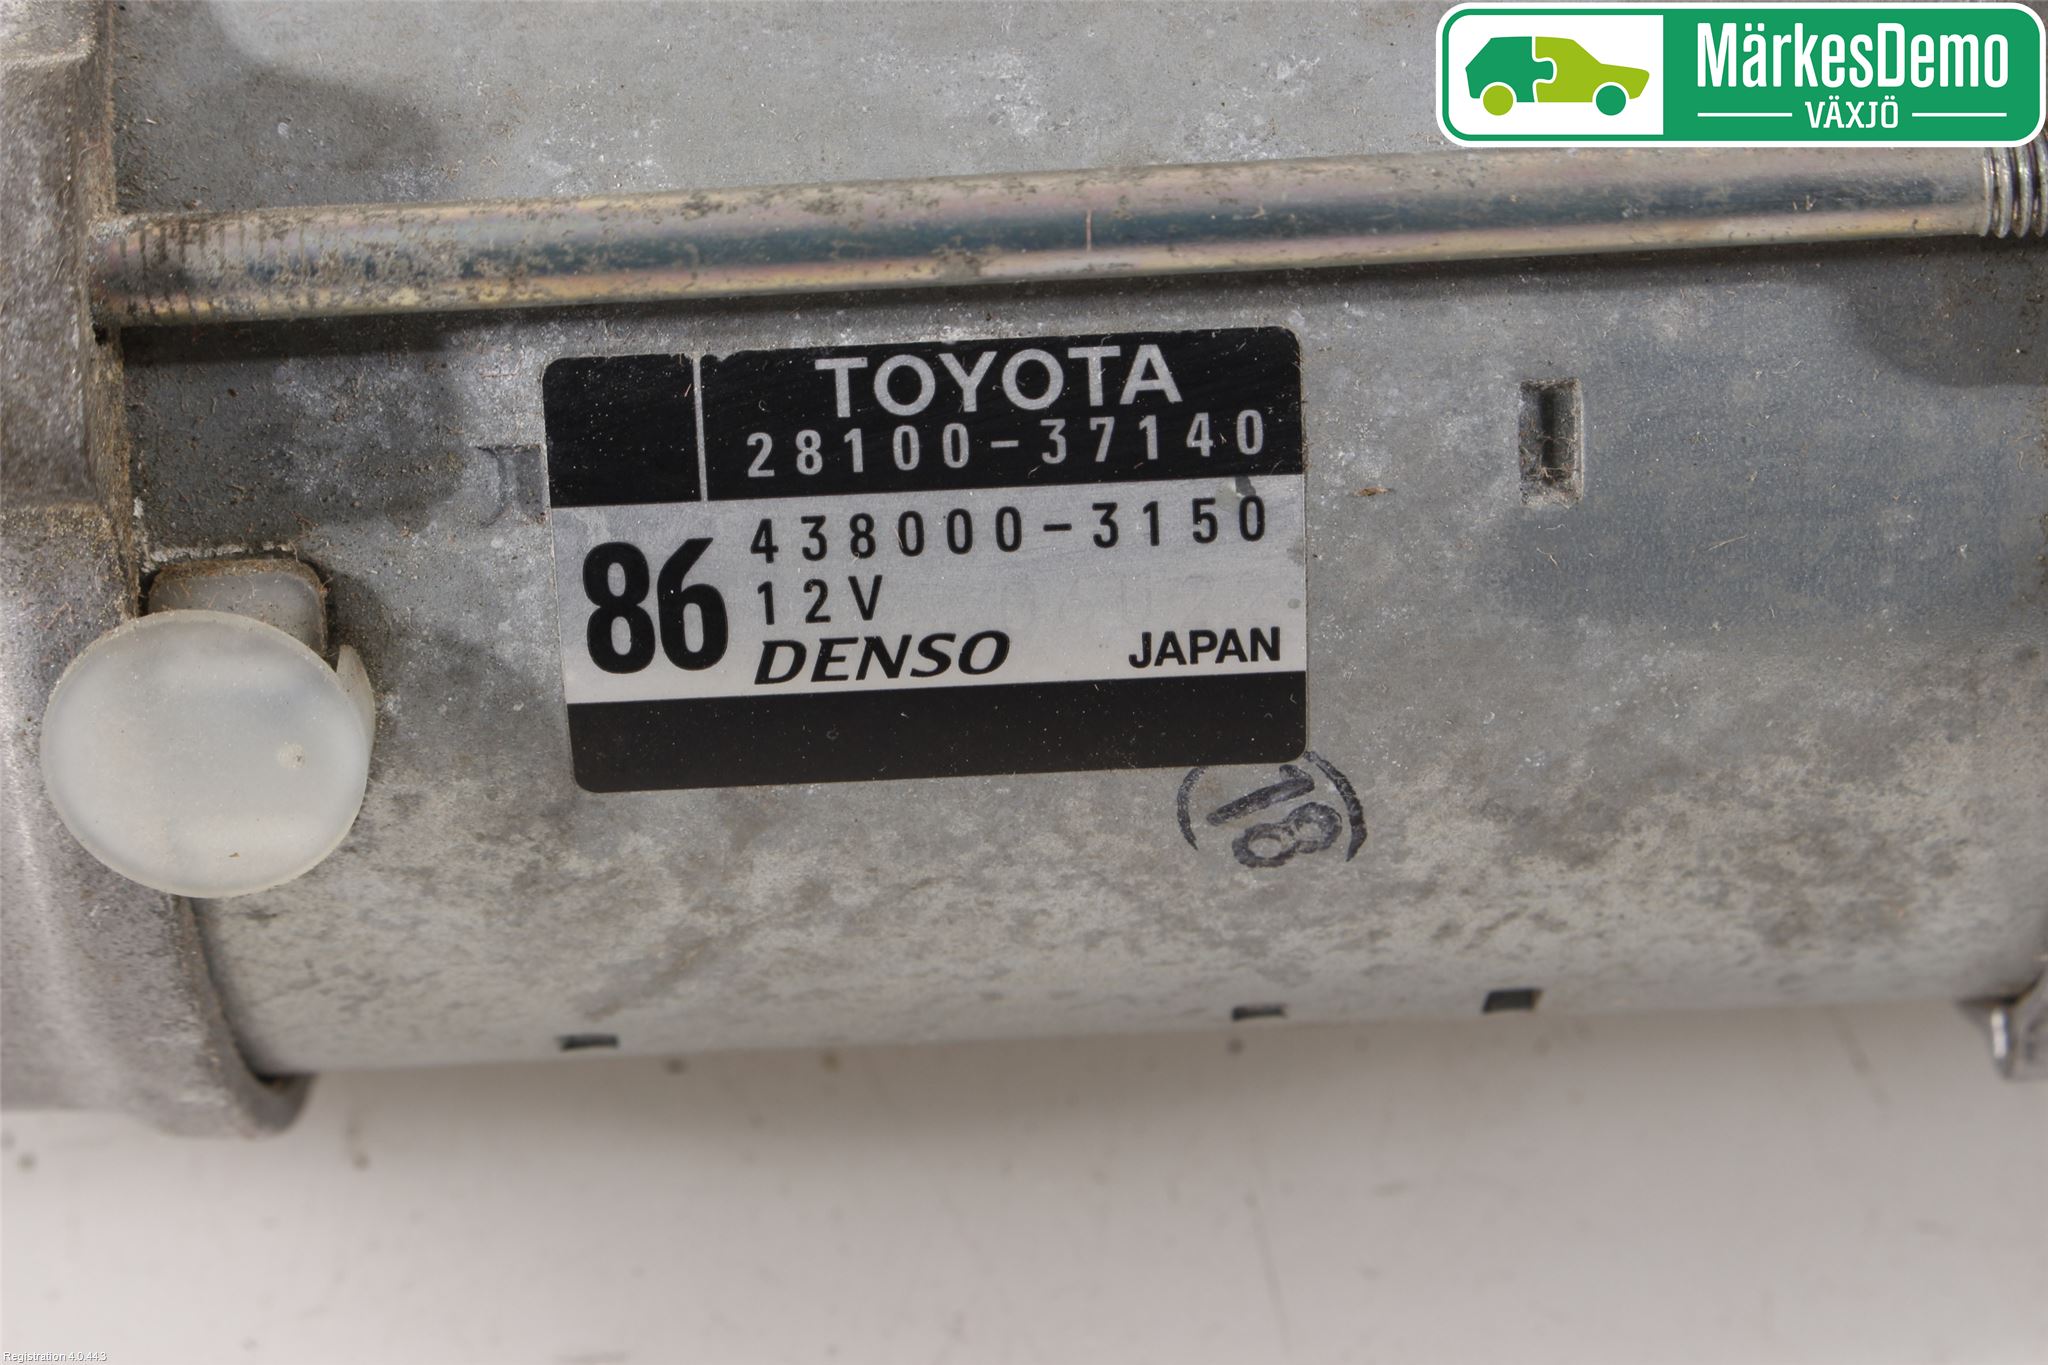 MärkesDemo
VÄXJÖ
TOYOTA
28100-37140
438000-3150
86
12V
DENSO JAPAN
(18)
Registration 4.0.443